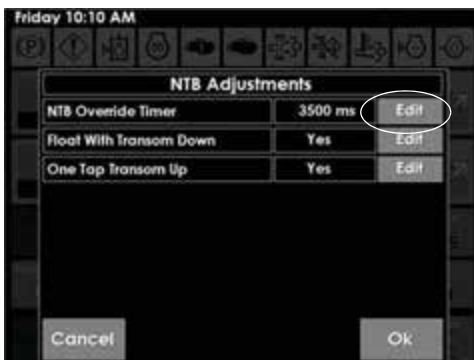 Friday 10:10 AM
NTB Adjustments
NTB Override Timer 3500 ms Edit
Float With Transom Down Yes Edit
One Tap Transom Up Yes Edit
Cancel Ok